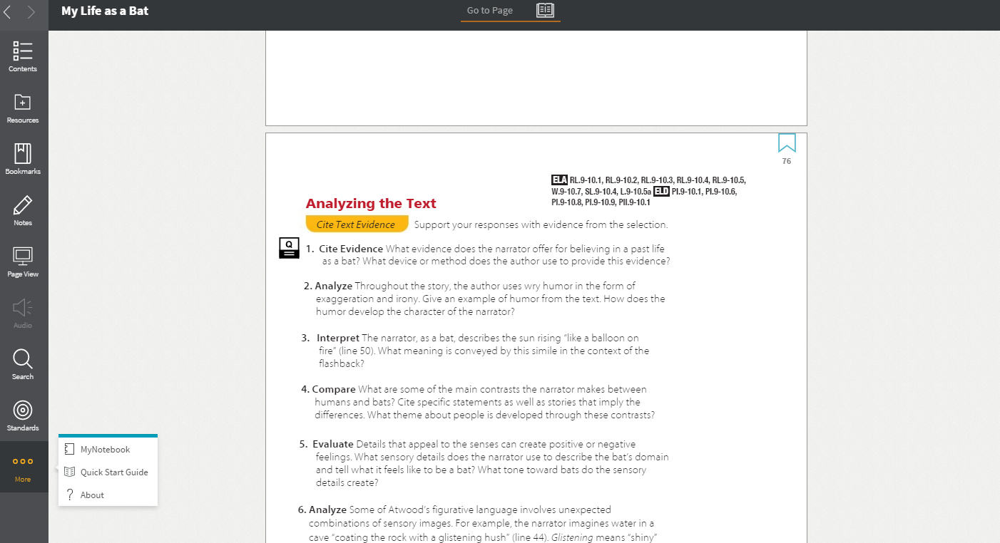 My Life as a Bat
Go to Page
Contents
Resources
Bookmarks
Notes
Page View
Audio
Search
Standards
More
MyNotebook
Quick Start Guide
? About
76
ELA RL.9-10.1, RL.9-10.2, RL.9-10.3, RL.9-10.4, RL.9-10.5,
W.9-10.7, SL.9-10.4, L.9-10.5a ELD PI.9-10.1, PI.9-10.6,
PI.9-10.8, PI.9-10.9, PII.9-10.1
Analyzing the Text
Cite Text Evidence Support your responses with evidence from the selection.
Q
1. Cite Evidence What evidence does the narrator offer for believing in a past life
as a bat? What device or method does the author use to provide this evidence?
2. Analyze Throughout the story, the author uses wry humor in the form of
exaggeration and irony. Give an example of humor from the text. How does the
humor develop the character of the narrator?
3. Interpret The narrator, as a bat, describes the sun rising “like a balloon on
fire” (line 50). What meaning is conveyed by this simile in the context of the
flashback?
4. Compare What are some of the main contrasts the narrator makes between
humans and bats? Cite specific statements as well as stories that imply the
differences. What theme about people is developed through these contrasts?
5. Evaluate Details that appeal to the senses can create positive or negative
feelings. What sensory details does the narrator use to describe the bat’s domain
and tell what it feels like to be a bat? What tone toward bats do the sensory
details create?
6. Analyze Some of Atwood’s figurative language involves unexpected
combinations of sensory images. For example, the narrator imagines water in a
cave “coating the rock with a glistening hush” (line 44). Glistening means “shiny”